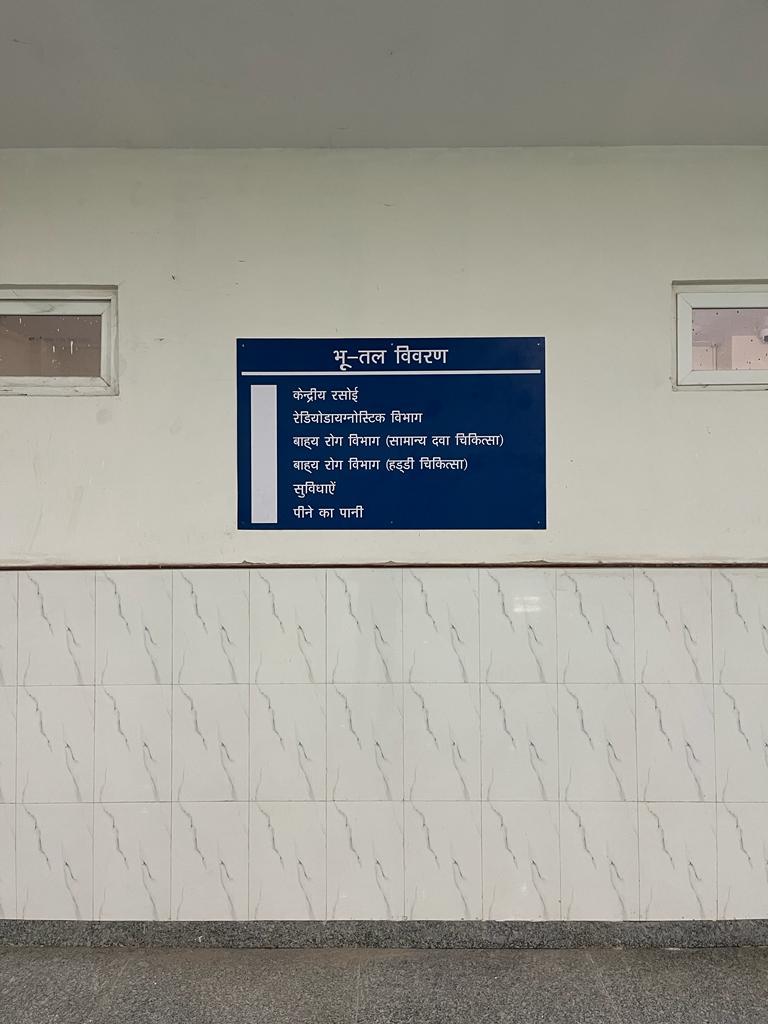 भू–तल विवरण
केन्द्रीय रसोई
रेडियोडायग्नोस्टिक विभाग
बाह्य रोग विभाग (सामान्य दवा चिकित्सा)
बाह्य रोग विभाग (हड्डी चिकित्सा)
सुविधाऐं
पीने का पानी